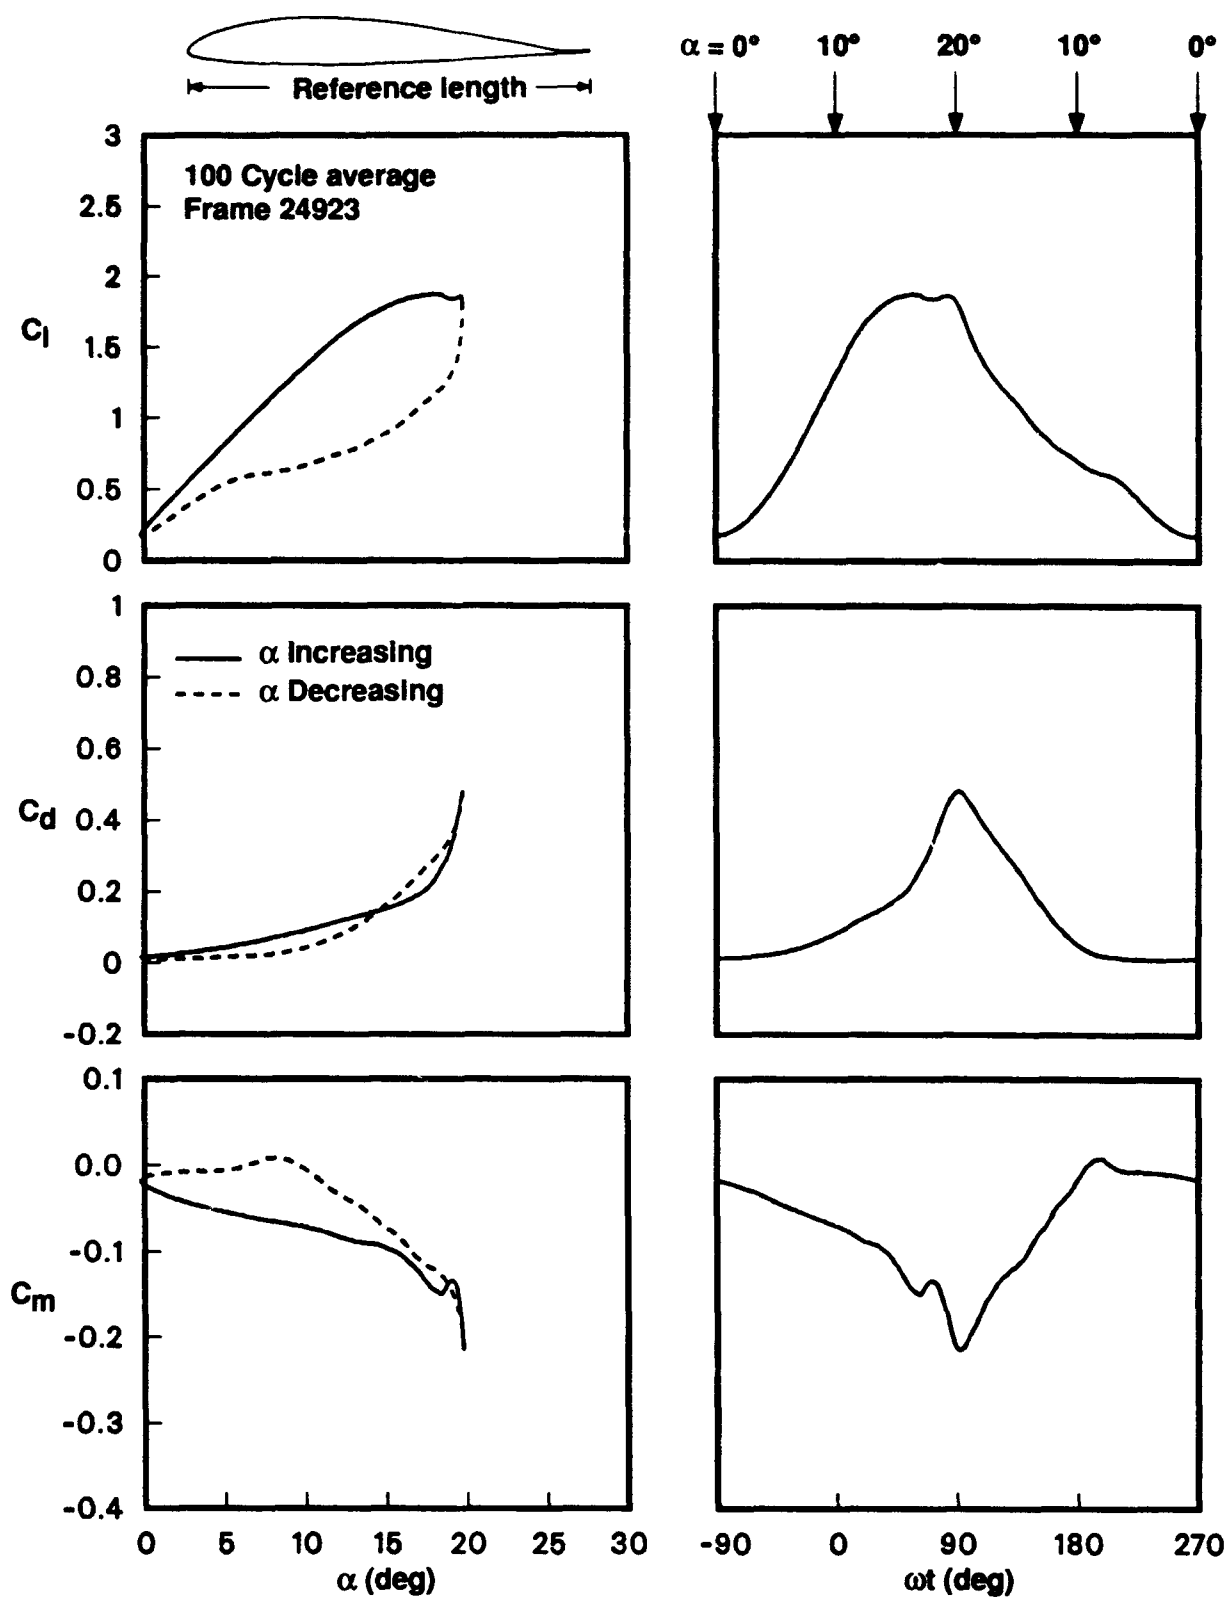 α = 0° 10° 20° 10° 0°
Reference length
3
100 Cycle average
Frame 24923
2.5
2
1.5
1
0.5
0
Cl
1
α Increasing
α Decreasing
0.8
0.6
0.4
0.2
0
-0.2
Cd
0.1
0.0
-0.1
-0.2
-0.3
-0.4
Cm
0 5 10 15 20 25 30
α (deg)
-90 0 90 180 270
ωt (deg)